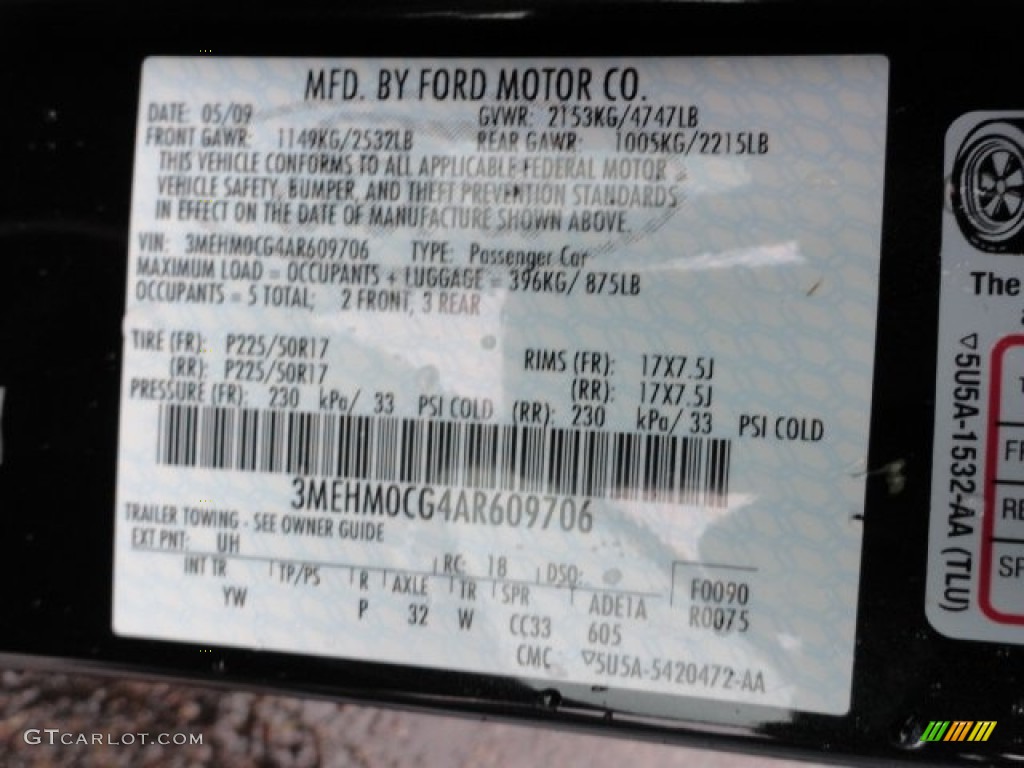 MFD. BY FORD MOTOR CO.
DATE: 05/09 GVWR: 2153KG/4747LB
FRONT GAWR: 1149KG/2532LB REAR GAWR: 1005KG/2215LB
THIS VEHICLE CONFORMS TO ALL APPLICABLE FEDERAL MOTOR
VEHICLE SAFETY, BUMPER, AND THEFT PREVENTION STANDARDS
IN EFFECT ON THE DATE OF MANUFACTURE SHOWN ABOVE.
VIN: 3MEHM0CG4AR609706 TYPE: Passenger Car
MAXIMUM LOAD = OCCUPANTS + LUGGAGE = 396KG/ 875LB
OCCUPANTS = 5 TOTAL; 2 FRONT, 3 REAR
TIRE (FR): P225/50R17 RIMS (FR): 17X7.5J
(RR): P225/50R17 (RR): 17X7.5J
PRESSURE (FR): 230 kPa/ 33 PSI COLD (RR): 230 kPa/ 33 PSI COLD
3MEHM0CG4AR609706
TRAILER TOWING - SEE OWNER GUIDE
EXT PNT: UH RC: 18 DSO: F0090
INT TR TP/PS R AXLE TR SPR ADETA R0075
YW P 32 W CC33 605
CMC ▽5U5A-5420472-AA
The
▽5U5A-1532-AA (TLU)
GTCARLOT.COM